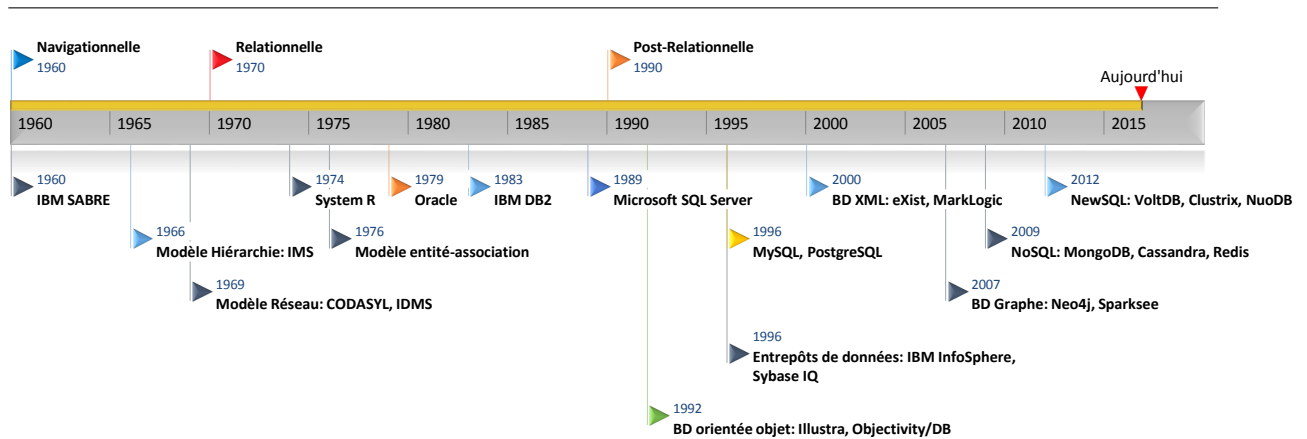 Navigationnelle
1960
Relationnelle
1970
Post-Relationnelle
1990
Aujourd'hui
1960 1965 1970 1975 1980 1985 1990 1995 2000 2005 2010 2015
1960
IBM SABRE
1974
System R
1979
Oracle
1983
IBM DB2
1989
Microsoft SQL Server
2000
BD XML: eXist, MarkLogic
2012
NewSQL: VoltDB, Clustrix, NuoDB
1966
Modèle Hiérarchie: IMS
1976
Modèle entité-association
1996
MySQL, PostgreSQL
2009
NoSQL: MongoDB, Cassandra, Redis
1969
Modèle Réseau: CODASYL, IDMS
2007
BD Graphe: Neo4j, Sparksee
1996
Entrepôts de données: IBM InfoSphere,
Sybase IQ
1992
BD orientée objet: Illustra, Objectivity/DB